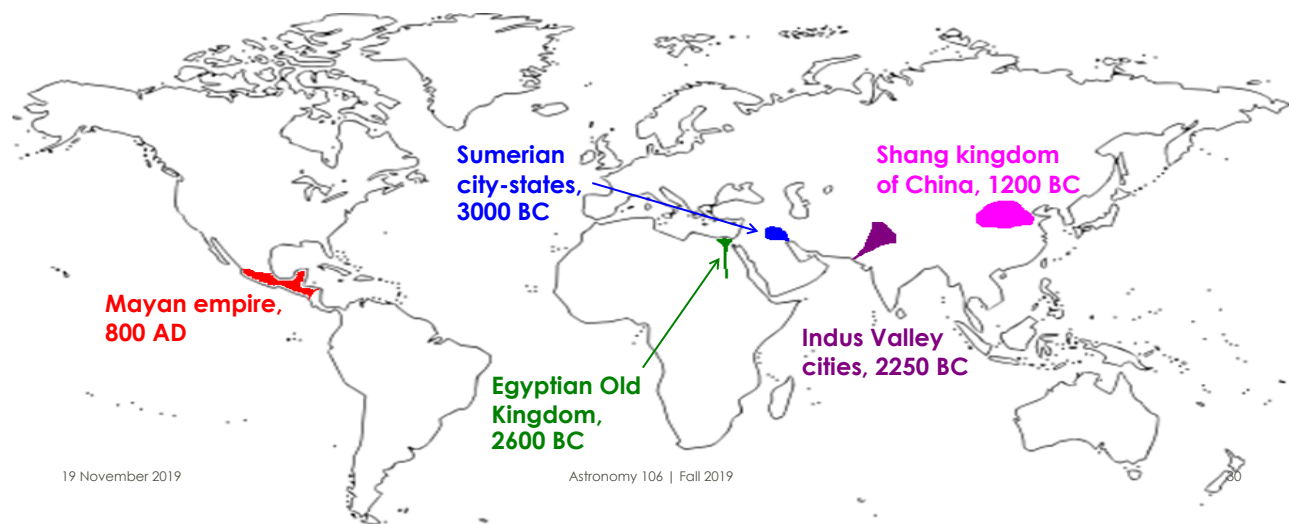 Sumerian
city-states,
3000 BC
Shang kingdom
of China, 1200 BC
Mayan empire,
800 AD
Indus Valley
cities, 2250 BC
Egyptian Old
Kingdom,
2600 BC
19 November 2019
Astronomy 106 | Fall 2019
30